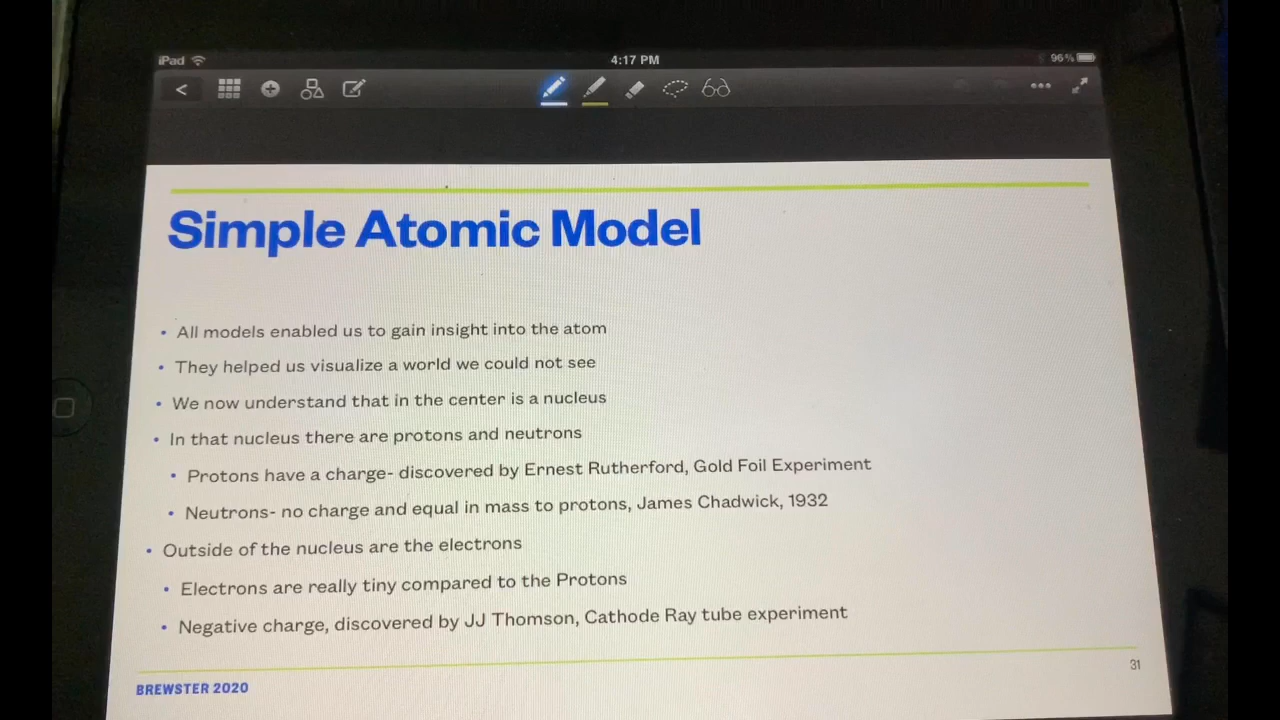 iPad
4:17 PM
96%
Simple Atomic Model
• All models enabled us to gain insight into the atom
• They helped us visualize a world we could not see
• We now understand that in the center is a nucleus
• In that nucleus there are protons and neutrons
• Protons have a charge- discovered by Ernest Rutherford, Gold Foil Experiment
• Neutrons- no charge and equal in mass to protons, James Chadwick, 1932
• Outside of the nucleus are the electrons
• Electrons are really tiny compared to the Protons
• Negative charge, discovered by JJ Thomson, Cathode Ray tube experiment
31
BREWSTER 2020